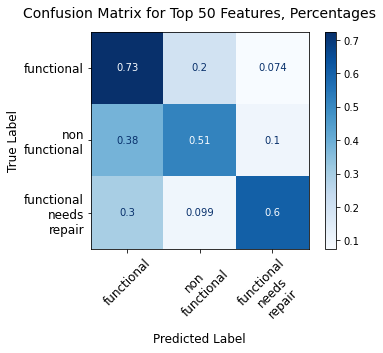 Confusion Matrix for Top 50 Features, Percentages
True Label
functional
0.73 0.2 0.074
non
functional
0.38 0.51 0.1
functional
needs
repair
0.3 0.099 0.6
0.7
0.6
0.5
0.4
0.3
0.2
0.1
functional
non
functional
functional
needs
repair
Predicted Label